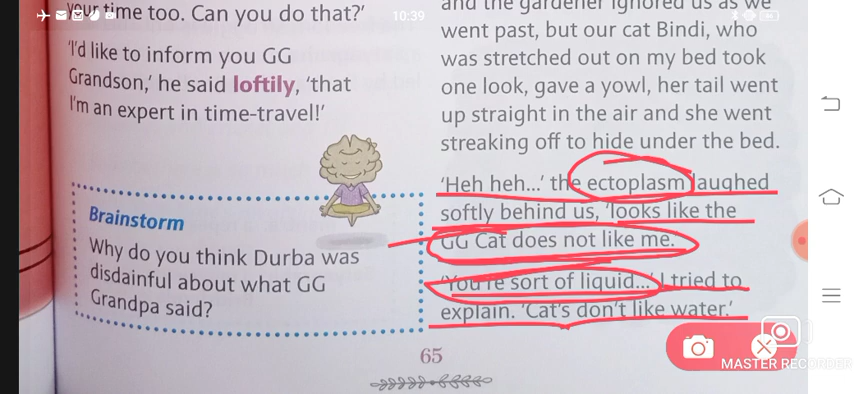 your time too. Can you do that?'
'I'd like to inform you GG
Grandson,' he said loftily, 'that
I'm an expert in time-travel!'
Brainstorm
Why do you think Durba was
disdainful about what GG
Grandpa said?
and the gardener ignored us as we
went past, but our cat Bindi, who
was stretched out on my bed took
one look, gave a yowl, her tail went
up straight in the air and she went
streaking off to hide under the bed.
'Heh heh...' the ectoplasm laughed
softly behind us, 'looks like the
GG Cat does not like me.'
'You're sort of liquid...' I tried to
explain. 'Cat's don't like water.'
65
10:39
MASTER RECORDER